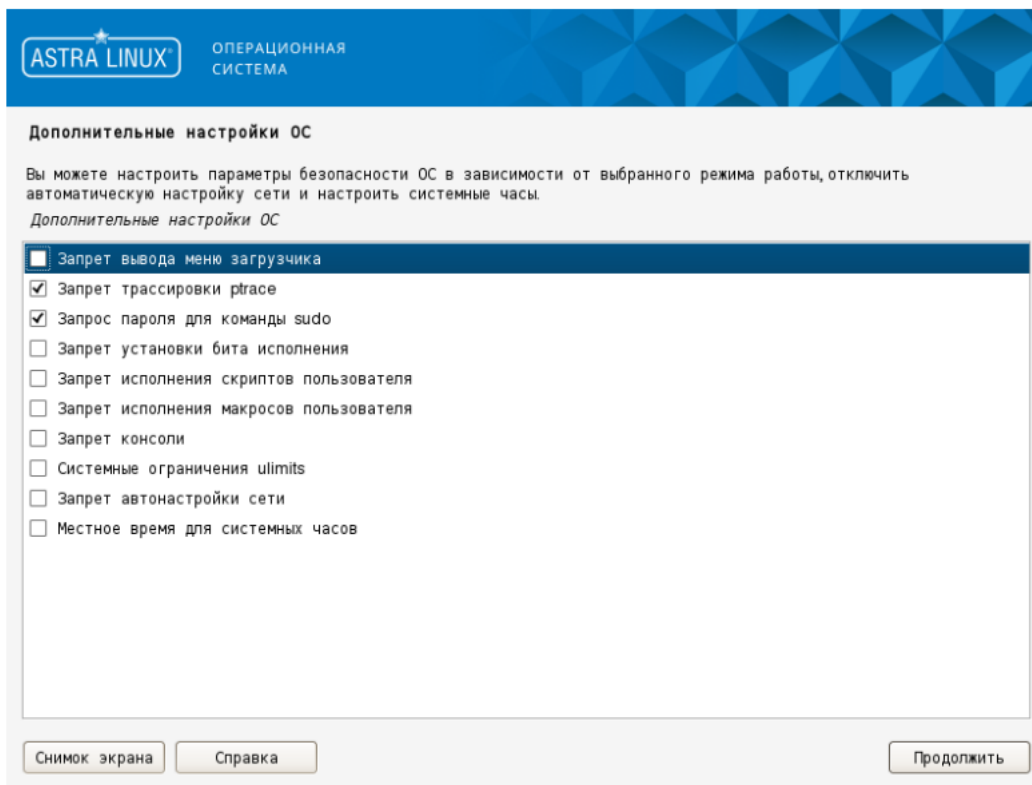 ASTRA LINUX®
ОПЕРАЦИОННАЯ
СИСТЕМА
Дополнительные настройки ОС
Вы можете настроить параметры безопасности ОС в зависимости от выбранного режима работы, отключить
автоматическую настройку сети и настроить системные часы.
Дополнительные настройки ОС
Запрет вывода меню загрузчика
Запрет трассировки ptrace
Запрос пароля для команды sudo
Запрет установки бита исполнения
Запрет исполнения скриптов пользователя
Запрет исполнения макросов пользователя
Запрет консоли
Системные ограничения ulimits
Запрет автонастройки сети
Местное время для системных часов
Снимок экрана
Справка
Продолжить